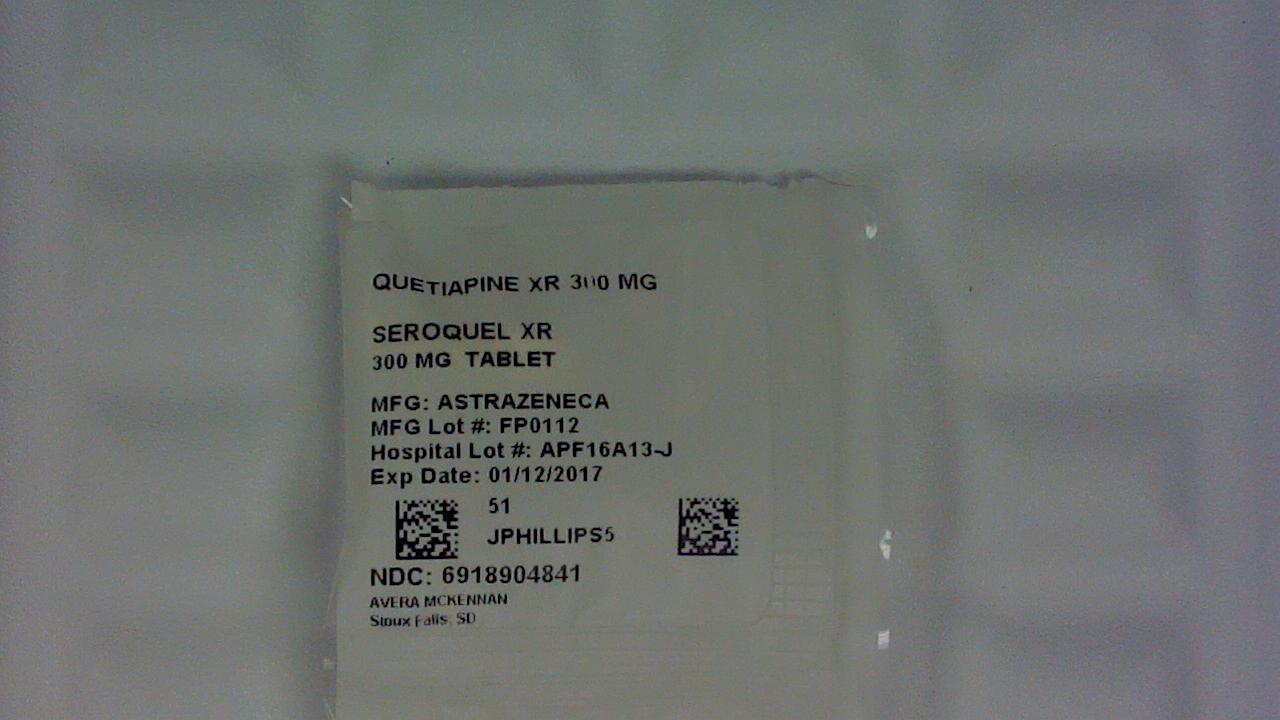 QUETIAPINE XR 300 MG
SEROQUEL XR
300 MG TABLET
MFG: ASTRAZENECA
MFG Lot #: FP0112
Hospital Lot #: APF16A13-J
Exp Date: 01/12/2017
51
JPHILLIPS5
NDC: 6918904841
AVERA MCKENNAN
Sioux Falls, SD